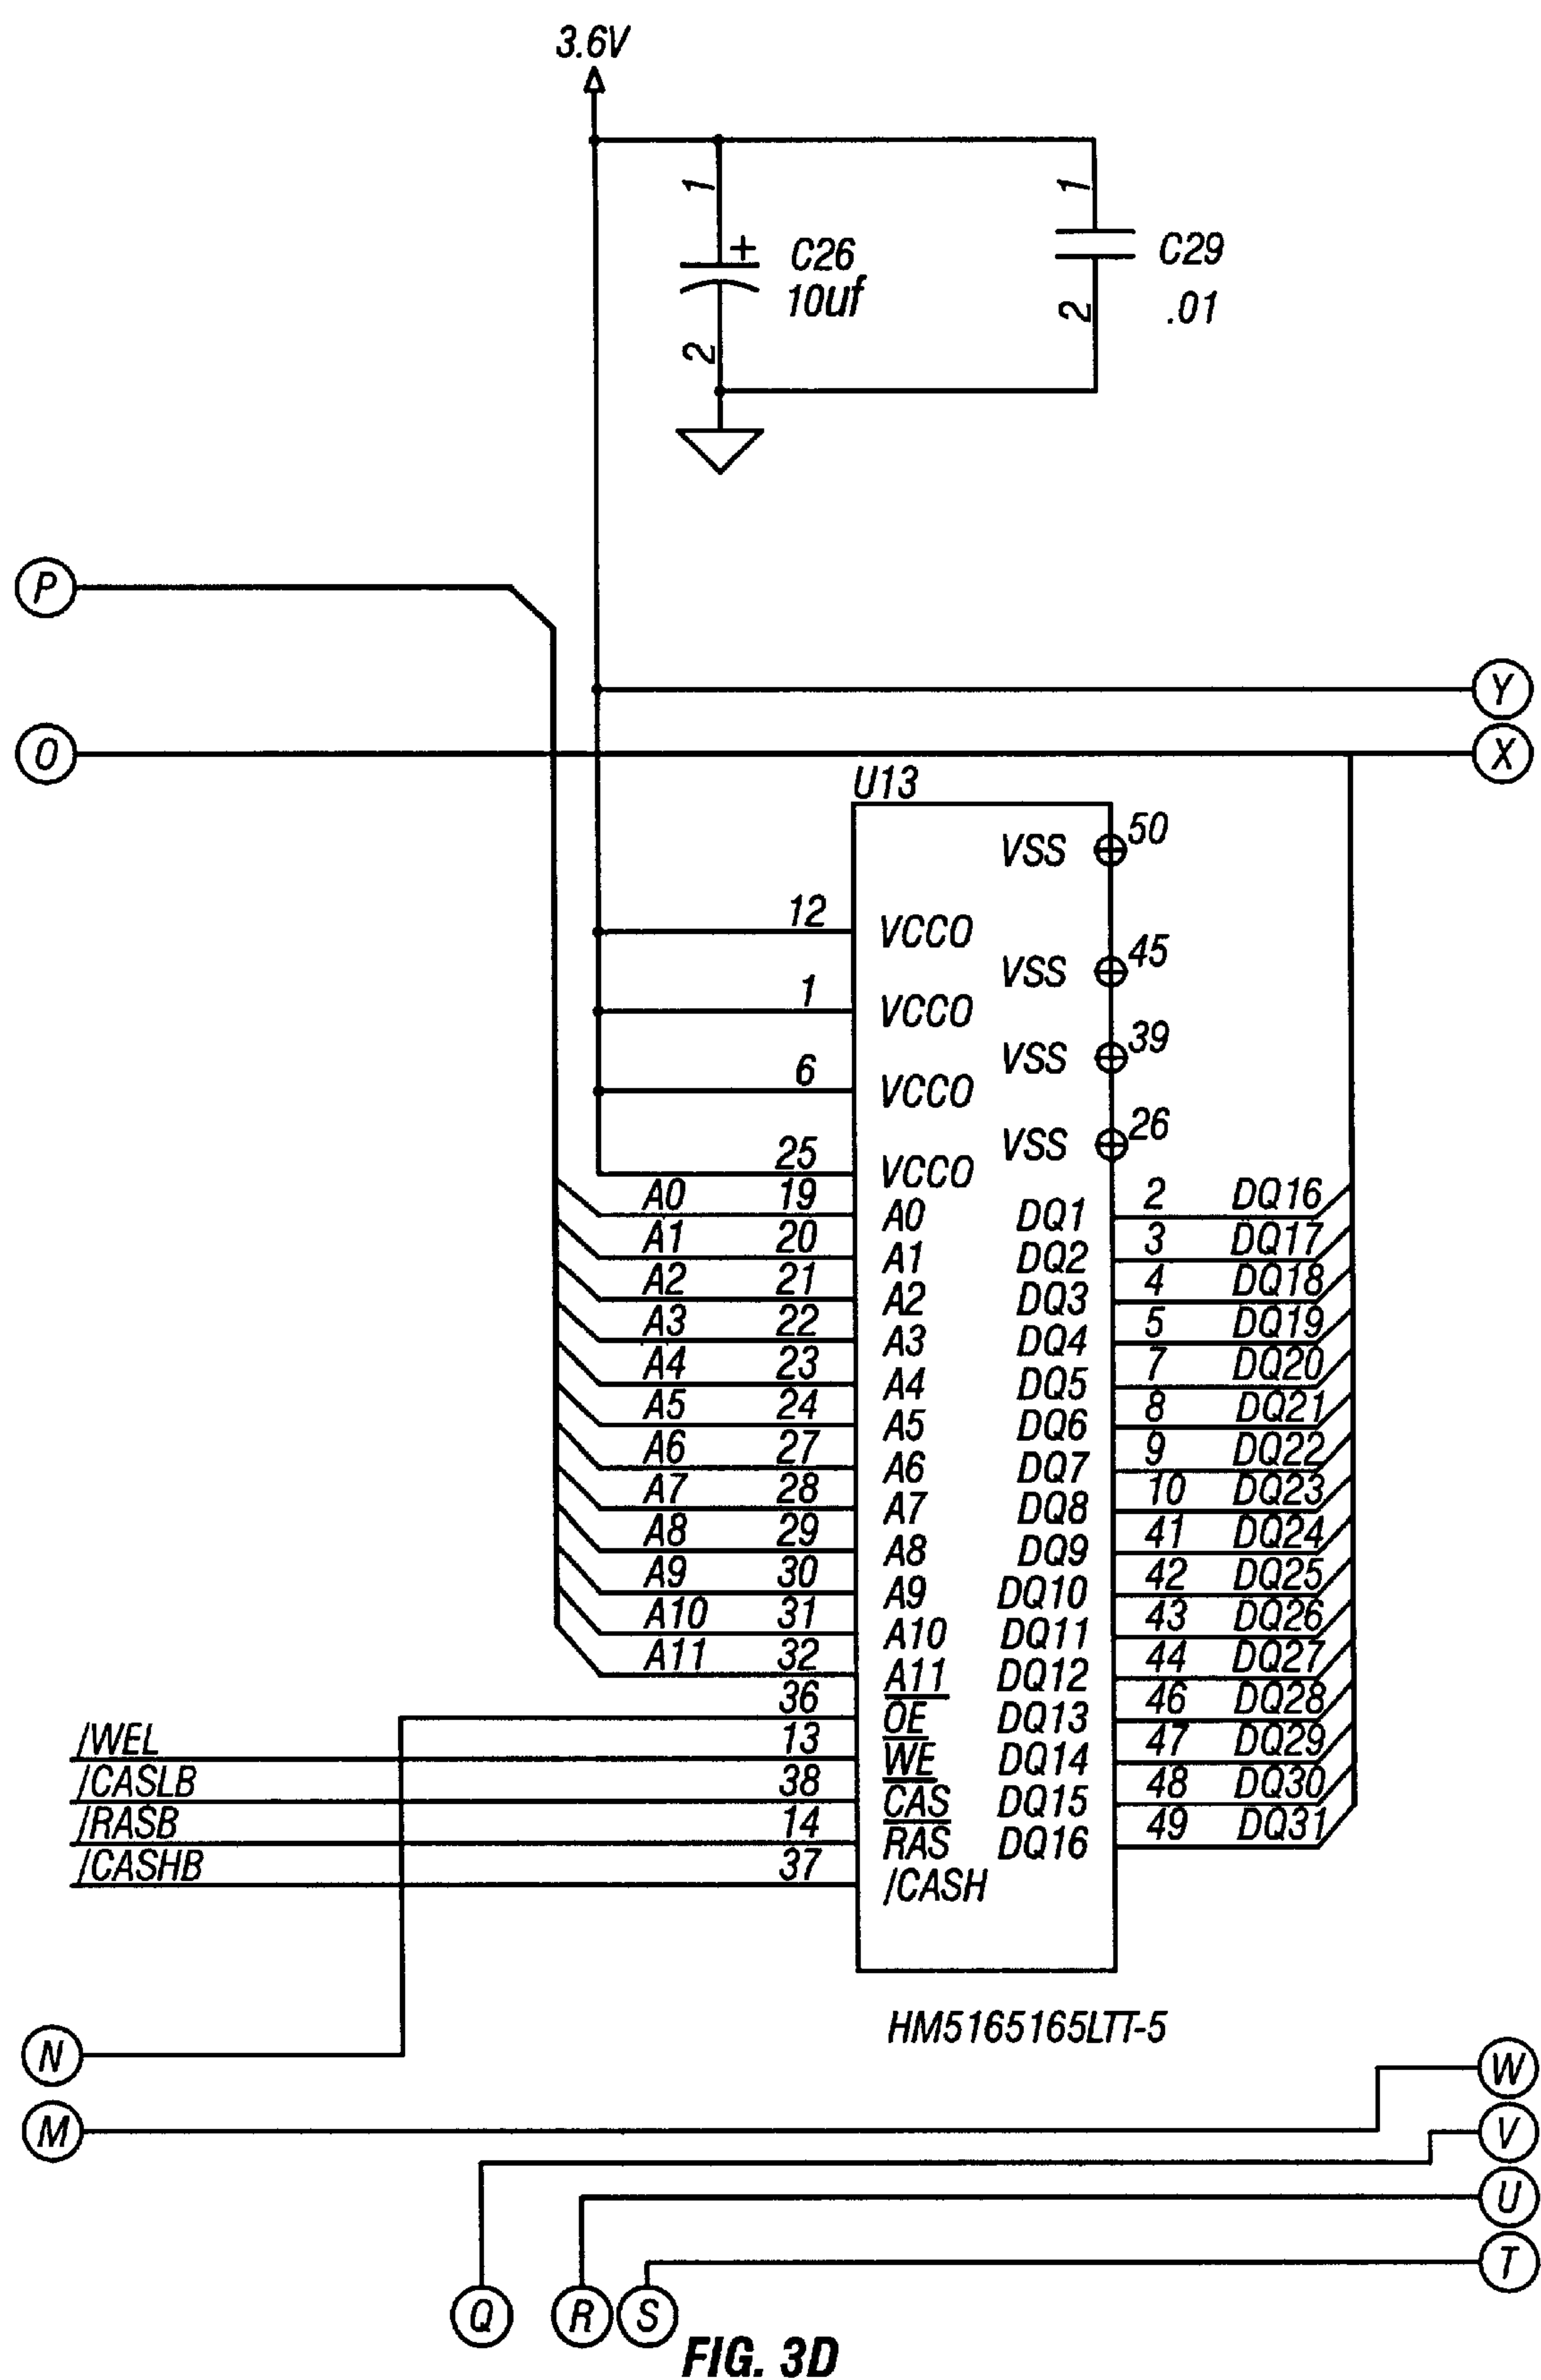 3.6V
1 1
+ C26 C29
10uf .01
2 2
P
Y
O X
U13
VSS 50
12 VCCO
VSS 45
1 VCCO
VSS 39
6 VCCO
VSS 26
25 VCCO
A0 19 A0 DQ1 2 DQ16
A1 20 A1 DQ2 3 DQ17
A2 21 A2 DQ3 4 DQ18
A3 22 A3 DQ4 5 DQ19
A4 23 A4 DQ5 7 DQ20
A5 24 A5 DQ6 8 DQ21
A6 27 A6 DQ7 9 DQ22
A7 28 A7 DQ8 10 DQ23
A8 29 A8 DQ9 41 DQ24
A9 30 A9 DQ10 42 DQ25
A10 31 A10 DQ11 43 DQ26
A11 32 A11 DQ12 44 DQ27
36 OE DQ13 46 DQ28
/WEL 13 WE DQ14 47 DQ29
/CASLB 38 CAS DQ15 48 DQ30
/RASB 14 RAS DQ16 49 DQ31
/CASHB 37 /CASH
HM5165165LTT-5
N W
M V
U
T
Q R S
FIG. 3D